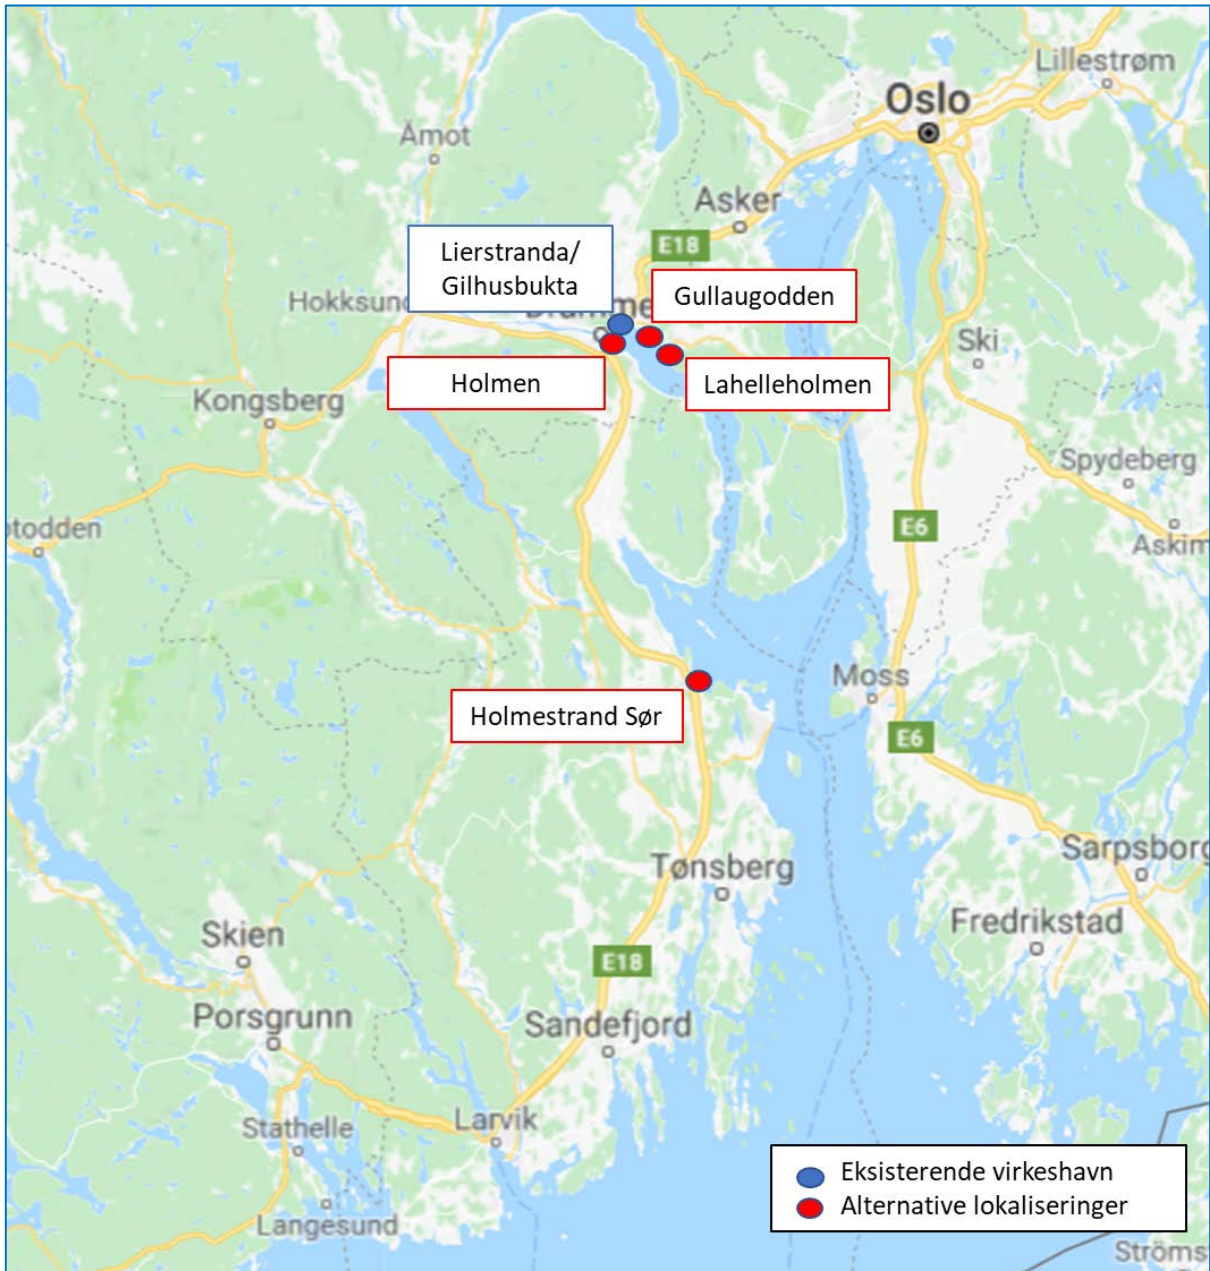 Lillestrøm
Oslo
Åmot
Asker
E18
Lierstranda/
Gilhusbukta
Gullaugodden
Hokksund
Ski
Holmen
Lahelleholmen
Kongsberg
Spydeberg
otodden
E6
Askim
Moss
Holmestrand Sør
E6
Sarpsborg
Tønsberg
Fredrikstad
Skien
E18
Porsgrunn
Sandefjord
Larvik
Stathelle
Eksisterende virkeshavn
Alternative lokaliseringer
Langesund
Ströms